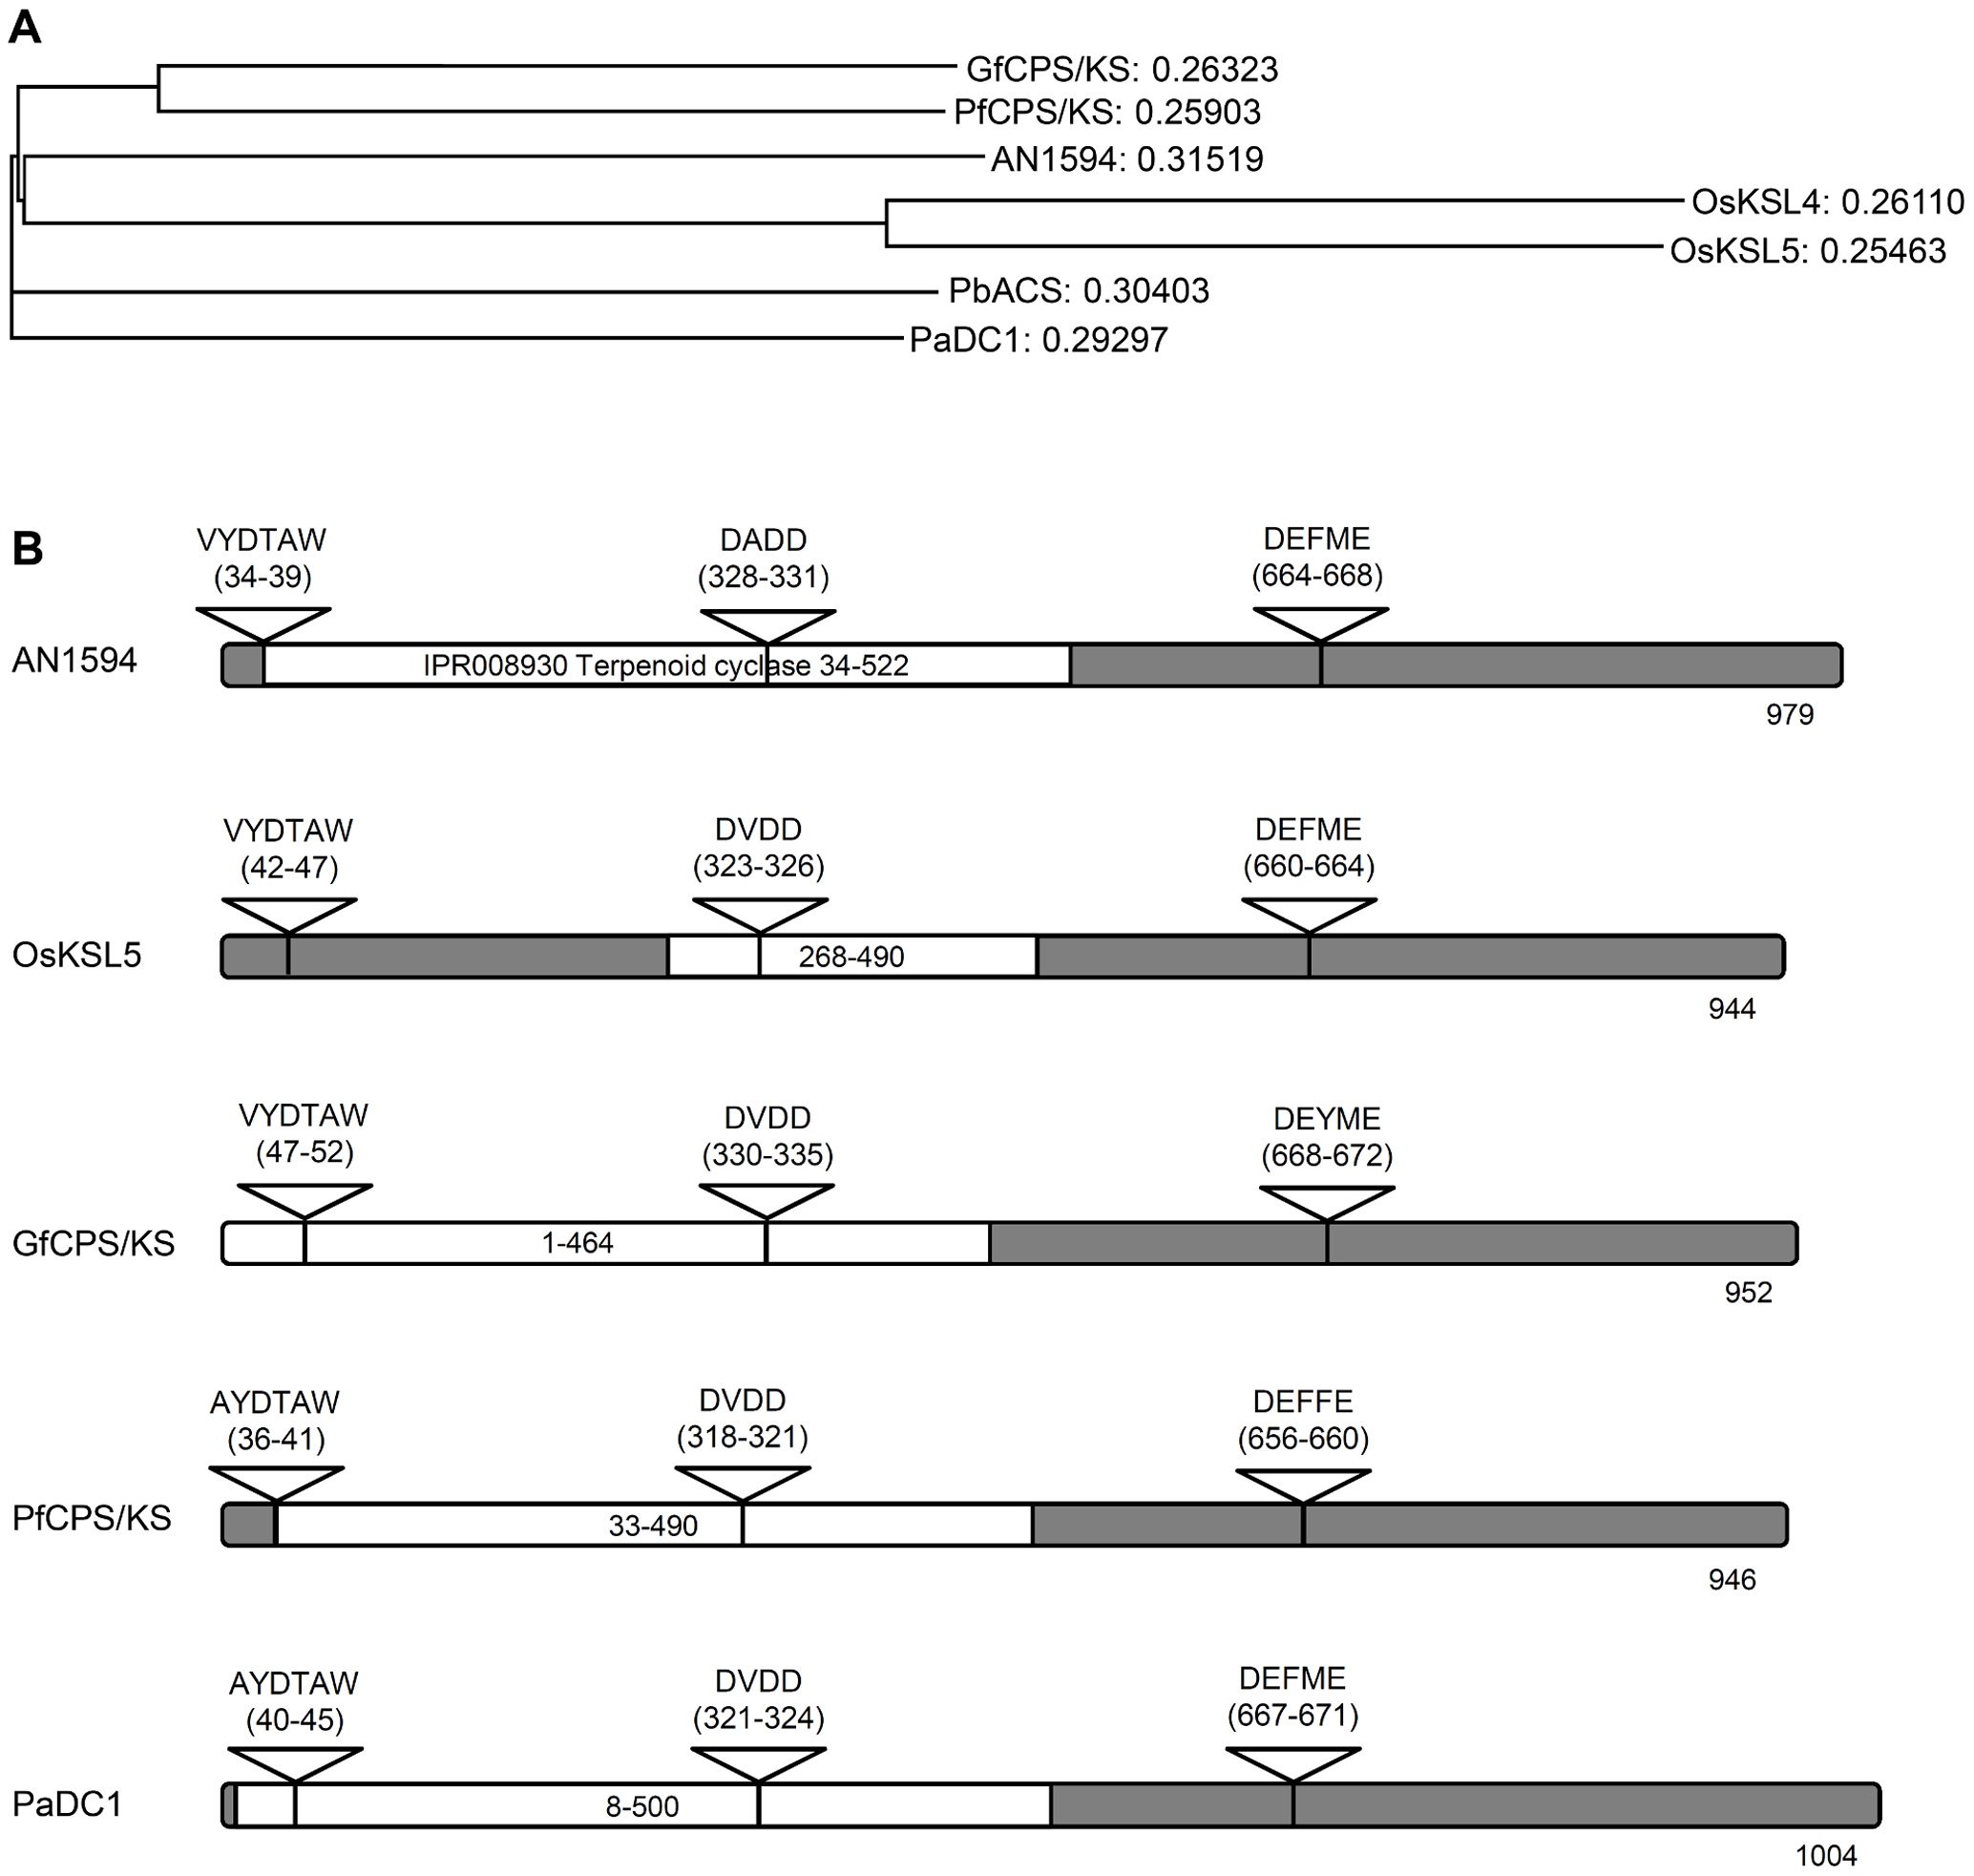 A
GfCPS/KS: 0.26323
PfCPS/KS: 0.25903
AN1594: 0.31519
OsKSL4: 0.26110
OsKSL5: 0.25463
PbACS: 0.30403
PaDC1: 0.29297
B
VYDTAW
(34-39)
DADD
(328-331)
DEFME
(664-668)
AN1594
IPR008930 Terpenoid cyclase 34-522
979
VYDTAW
(42-47)
DVDD
(323-326)
DEFME
(660-664)
OsKSL5
268-490
944
VYDTAW
(47-52)
DVDD
(330-335)
DEYME
(668-672)
GfCPS/KS
1-464
952
AYDTAW
(36-41)
DVDD
(318-321)
DEFFE
(656-660)
PfCPS/KS
33-490
946
AYDTAW
(40-45)
DVDD
(321-324)
DEFME
(667-671)
PaDC1
8-500
1004